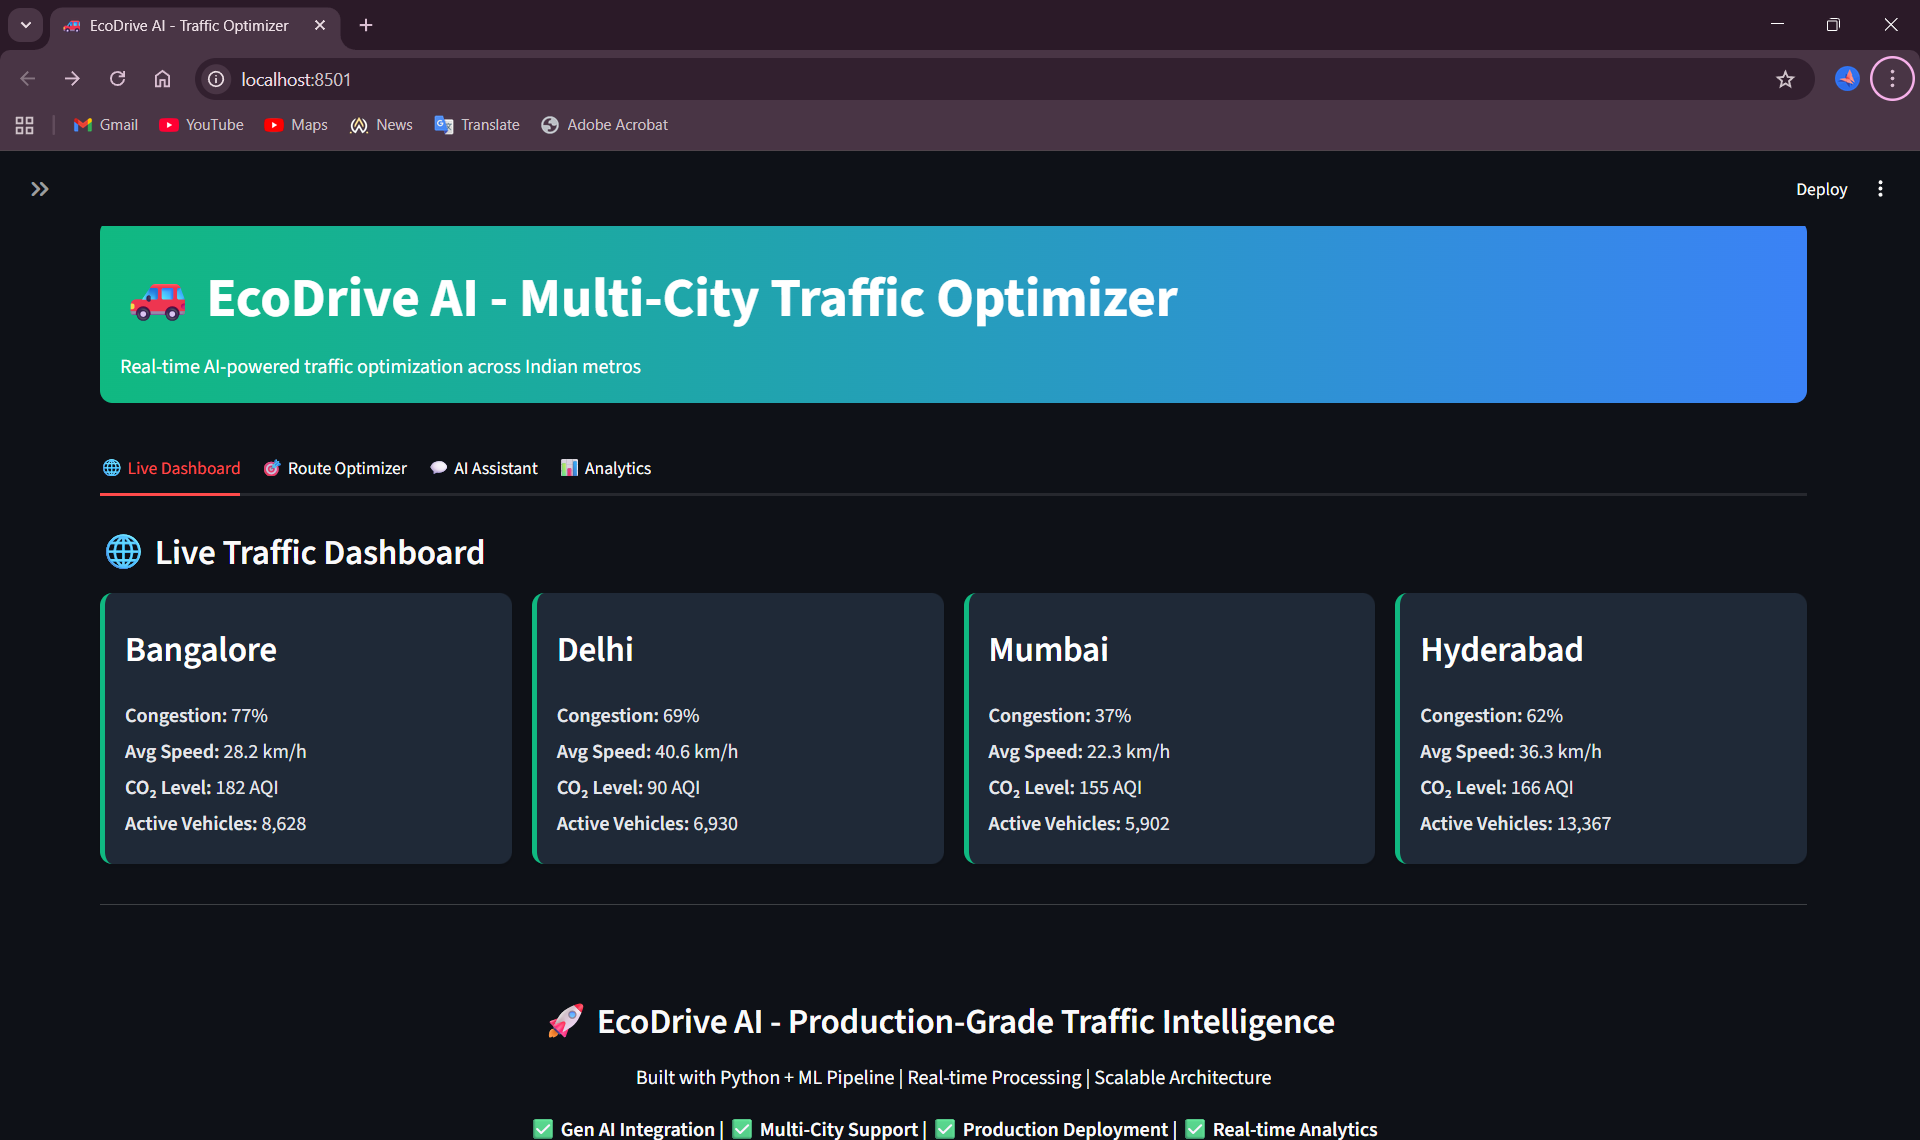 EcoDrive AI - Traffic Optimizer
localhost:8501
Gmail YouTube Maps News Translate Adobe Acrobat
Deploy
EcoDrive AI - Multi-City Traffic Optimizer
Real-time AI-powered traffic optimization across Indian metros
Live Dashboard Route Optimizer AI Assistant Analytics
Live Traffic Dashboard
Bangalore
Congestion: 77%
Avg Speed: 28.2 km/h
CO₂ Level: 182 AQI
Active Vehicles: 8,628
Delhi
Congestion: 69%
Avg Speed: 40.6 km/h
CO₂ Level: 90 AQI
Active Vehicles: 6,930
Mumbai
Congestion: 37%
Avg Speed: 22.3 km/h
CO₂ Level: 155 AQI
Active Vehicles: 5,902
Hyderabad
Congestion: 62%
Avg Speed: 36.3 km/h
CO₂ Level: 166 AQI
Active Vehicles: 13,367
EcoDrive AI - Production-Grade Traffic Intelligence
Built with Python + ML Pipeline | Real-time Processing | Scalable Architecture
✅ Gen AI Integration | ✅ Multi-City Support | ✅ Production Deployment | ✅ Real-time Analytics